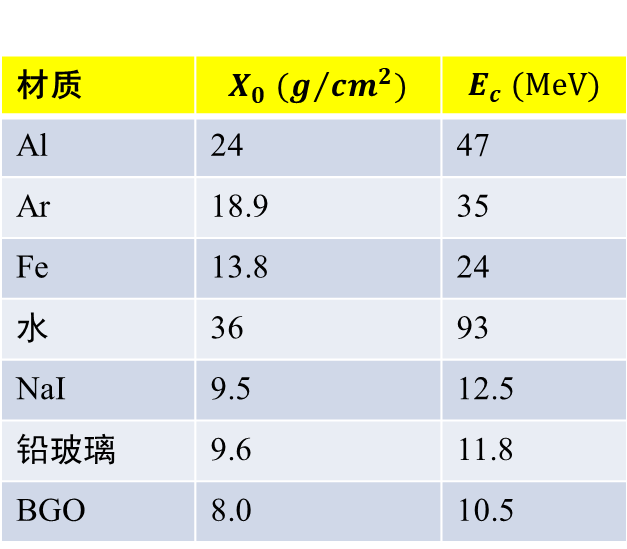 材质 X₀ (g/cm²) E_c (MeV)
Al 24 47
Ar 18.9 35
Fe 13.8 24
水 36 93
NaI 9.5 12.5
铅玻璃 9.6 11.8
BGO 8.0 10.5